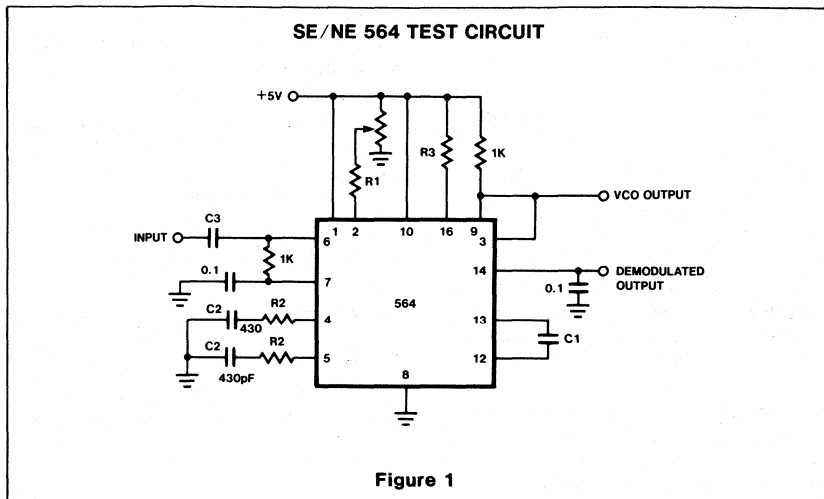 SE/NE 564 TEST CIRCUIT
+5V
R1
R3
1K
VCO OUTPUT
C3
INPUT
6
1
2
10
16
9
3
1K
14
DEMODULATED
OUTPUT
0.1
0.1
7
564
R2
C2
430
4
13
C1
C2
R2
430pF
5
12
8
Figure 1